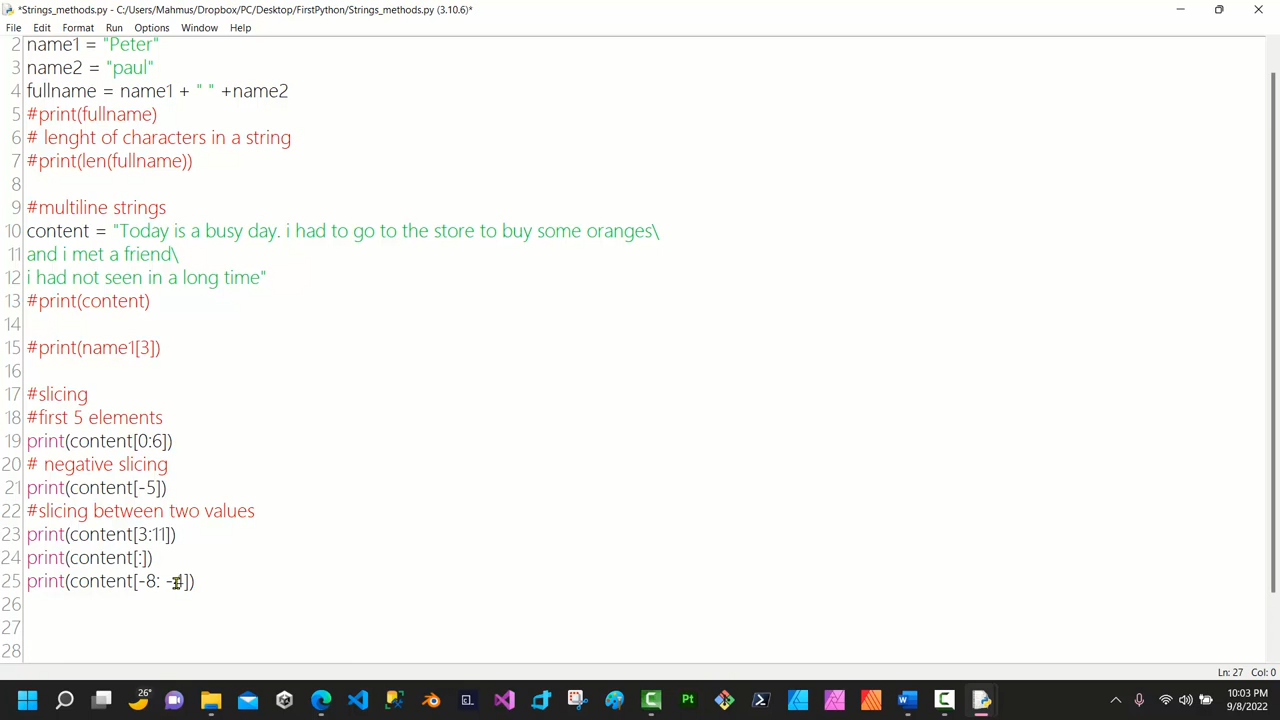 *Strings_methods.py - C:/Users/Mahmus/Dropbox/PC/Desktop/FirstPython/Strings_methods.py (3.10.6)*
File Edit Format Run Options Window Help
2 name1 = "Peter"
3 name2 = "paul"
4 fullname = name1 + " " +name2
5 #print(fullname)
6 # lenght of characters in a string
7 #print(len(fullname))
8
9 #multiline strings
10 content = "Today is a busy day. i had to go to the store to buy some oranges\
11 and i met a friend\
12 i had not seen in a long time"
13 #print(content)
14
15 #print(name1[3])
16
17 #slicing
18 #first 5 elements
19 print(content[0:6])
20 # negative slicing
21 print(content[-5])
22 #slicing between two values
23 print(content[3:11])
24 print(content[:])
25 print(content[-8: -4])
26
27
28
Ln: 27 Col: 0
26°
Pt
10:03 PM
9/8/2022